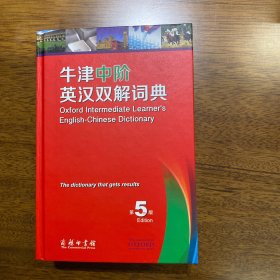 牛津中阶
英汉双解词典
Oxford Intermediate Learner's
English-Chinese Dictionary
The dictionary that gets results
第5版
Edition
商务印书馆
The Commercial Press
OXFORD